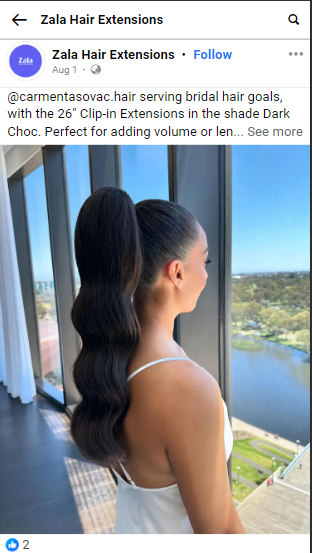 Zala Hair Extensions
Zala
Zala Hair Extensions · Follow
Aug 1 ·
@carmentasovac.hair serving bridal hair goals,
with the 26" Clip-in Extensions in the shade Dark
Choc. Perfect for adding volume or len... See more
2